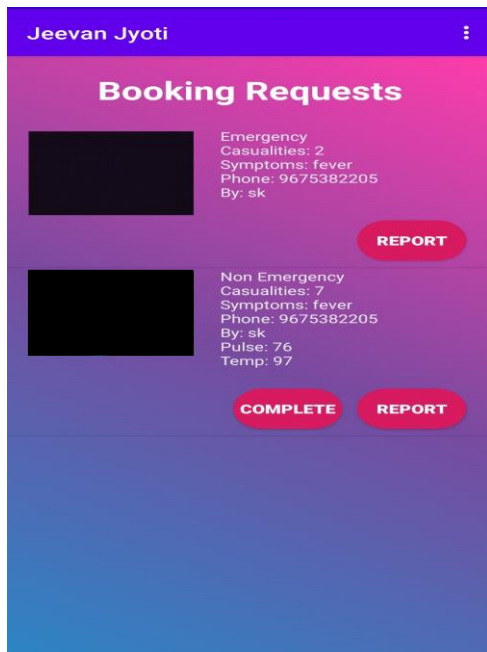 Jeevan Jyoti
Booking Requests
Emergency
Casualities: 2
Symptoms: fever
Phone: 9675382205
By: sk
REPORT
Non Emergency
Casualities: 7
Symptoms: fever
Phone: 9675382205
By: sk
Pulse: 76
Temp: 97
COMPLETE REPORT